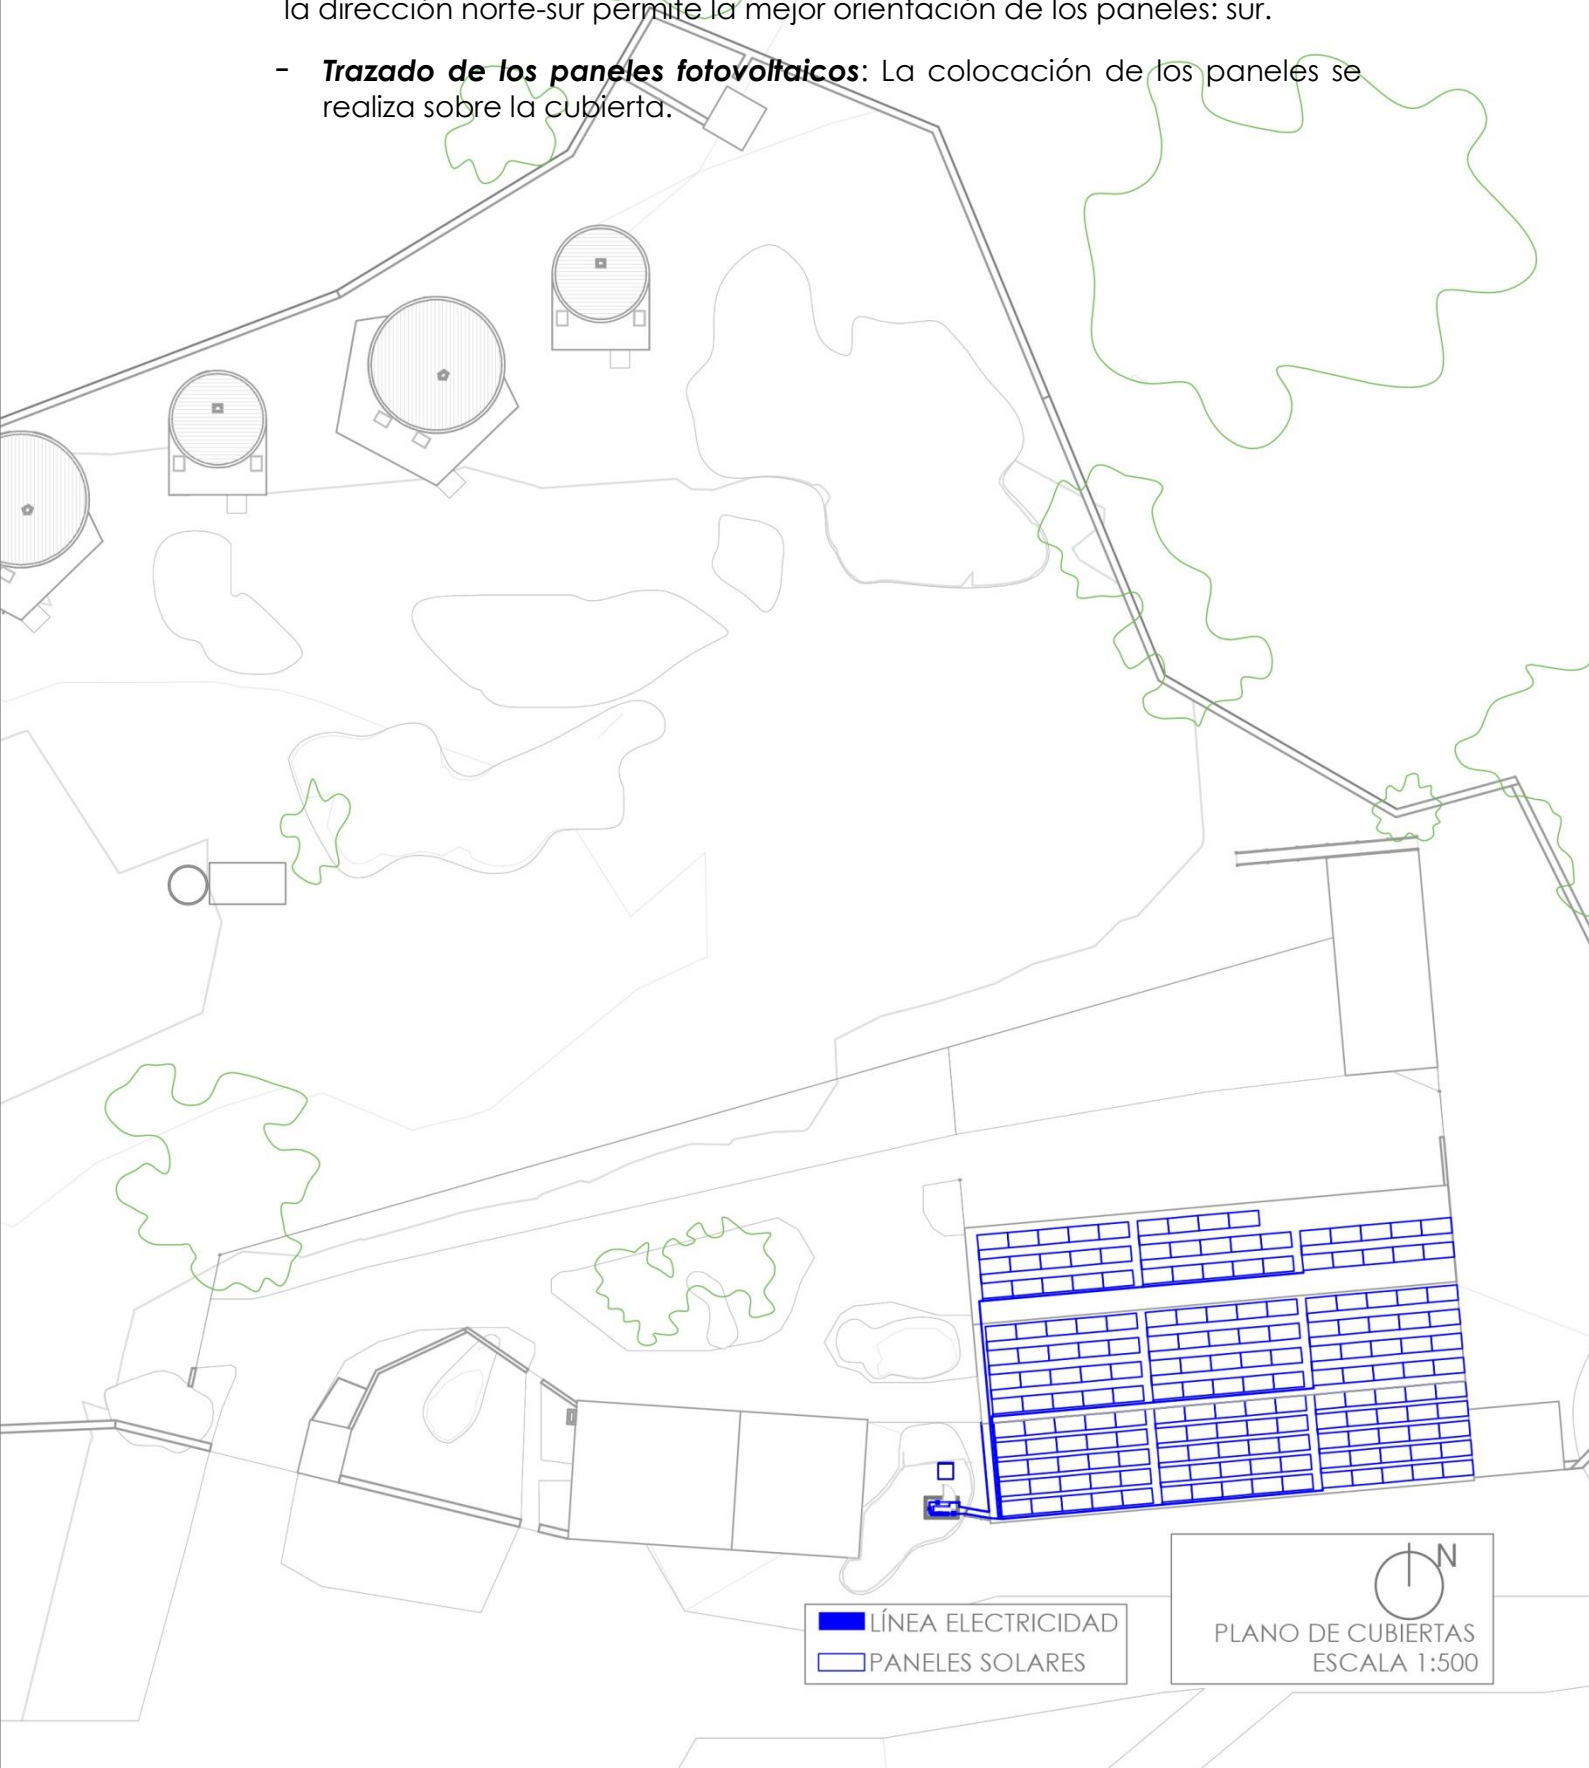 la dirección norte-sur permite la mejor orientación de los paneles: sur.
- Trazado de los paneles fotovoltaicos: La colocación de los paneles se
realiza sobre la cubierta.
N
LÍNEA ELECTRICIDAD
PANELES SOLARES
PLANO DE CUBIERTAS
ESCALA 1:500